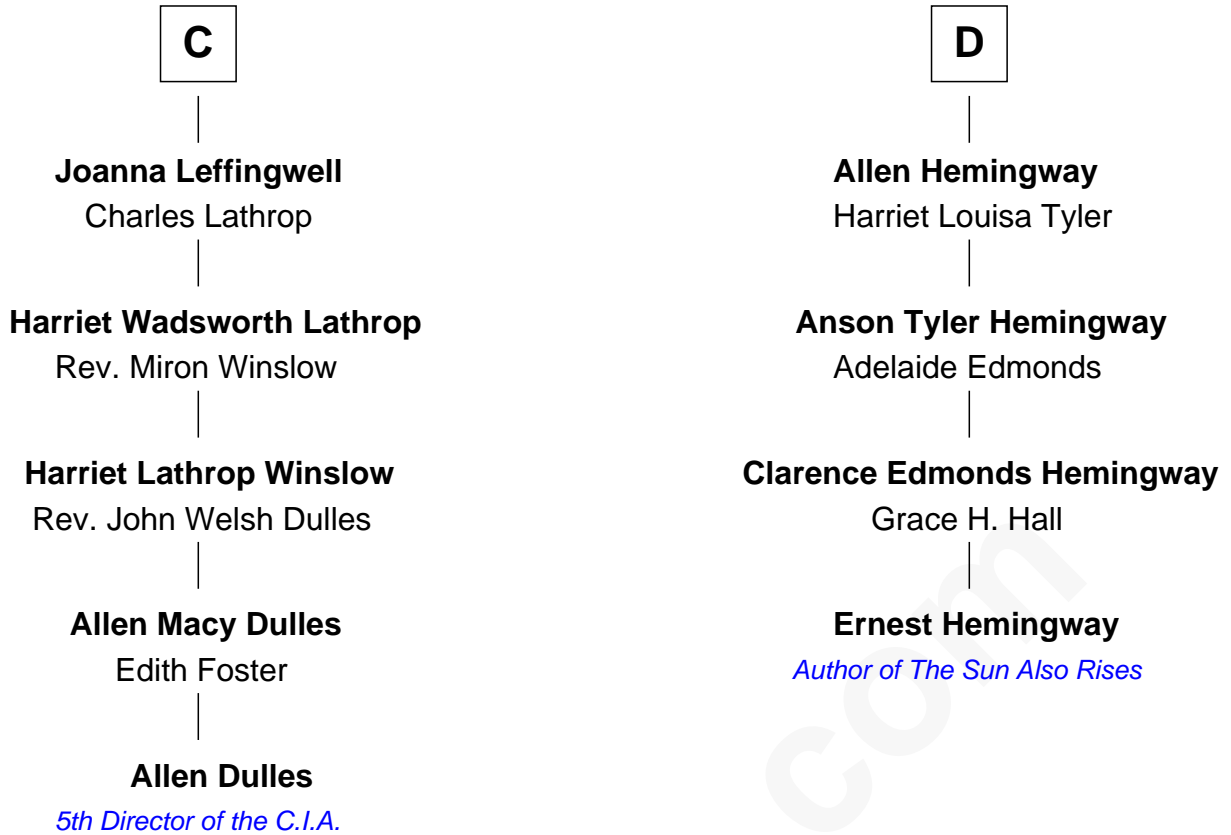 C
Joanna Leffingwell
Charles Lathrop
Harriet Wadsworth Lathrop
Rev. Miron Winslow
Harriet Lathrop Winslow
Rev. John Welsh Dulles
Allen Macy Dulles
Edith Foster
Allen Dulles
5th Director of the C.I.A.
D
Allen Hemingway
Harriet Louisa Tyler
Anson Tyler Hemingway
Adelaide Edmonds
Clarence Edmonds Hemingway
Grace H. Hall
Ernest Hemingway
Author of The Sun Also Rises
com